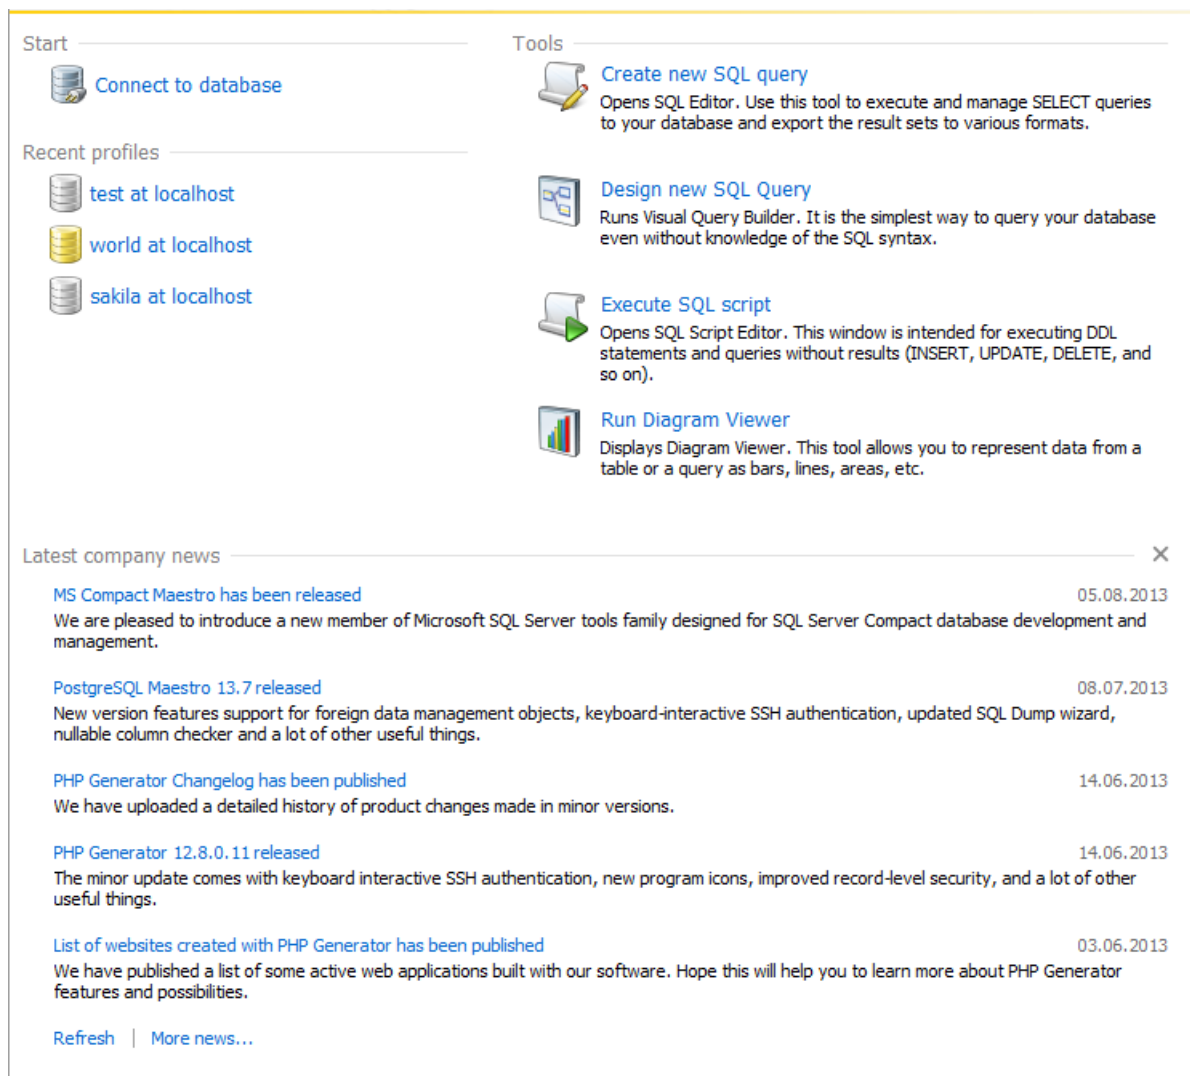 Start
Connect to database
Recent profiles
test at localhost
world at localhost
sakila at localhost
Tools
Create new SQL query
Opens SQL Editor. Use this tool to execute and manage SELECT queries
to your database and export the result sets to various formats.
Design new SQL Query
Runs Visual Query Builder. It is the simplest way to query your database
even without knowledge of the SQL syntax.
Execute SQL script
Opens SQL Script Editor. This window is intended for executing DDL
statements and queries without results (INSERT, UPDATE, DELETE, and
so on).
Run Diagram Viewer
Displays Diagram Viewer. This tool allows you to represent data from a
table or a query as bars, lines, areas, etc.
Latest company news
MS Compact Maestro has been released 05.08.2013
We are pleased to introduce a new member of Microsoft SQL Server tools family designed for SQL Server Compact database development and
management.
PostgreSQL Maestro 13.7 released 08.07.2013
New version features support for foreign data management objects, keyboard-interactive SSH authentication, updated SQL Dump wizard,
nullable column checker and a lot of other useful things.
PHP Generator Changelog has been published 14.06.2013
We have uploaded a detailed history of product changes made in minor versions.
PHP Generator 12.8.0.11 released 14.06.2013
The minor update comes with keyboard interactive SSH authentication, new program icons, improved record-level security, and a lot of other
useful things.
List of websites created with PHP Generator has been published 03.06.2013
We have published a list of some active web applications built with our software. Hope this will help you to learn more about PHP Generator
features and possibilities.
Refresh | More news...